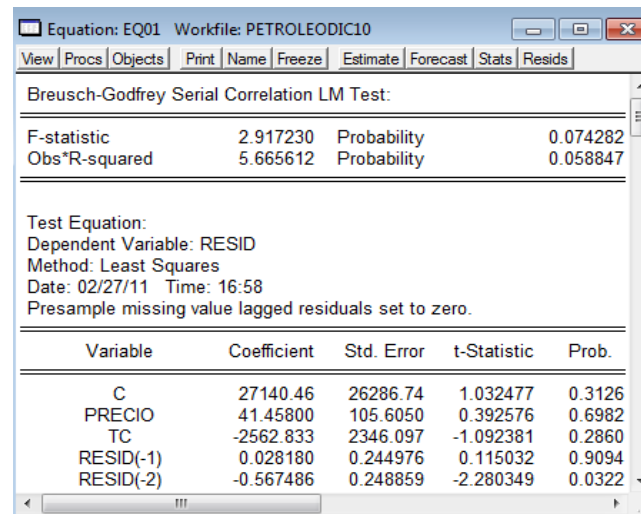 Equation: EQ01 Workfile: PETROLEODIC10
View Procs Objects Print Name Freeze Estimate Forecast Stats Resids
Breusch-Godfrey Serial Correlation LM Test:
F-statistic 2.917230 Probability 0.074282
Obs*R-squared 5.665612 Probability 0.058847
Test Equation:
Dependent Variable: RESID
Method: Least Squares
Date: 02/27/11 Time: 16:58
Presample missing value lagged residuals set to zero.
Variable Coefficient Std. Error t-Statistic Prob.
C 27140.46 26286.74 1.032477 0.3126
PRECIO 41.45800 105.6050 0.392576 0.6982
TC -2562.833 2346.097 -1.092381 0.2860
RESID(-1) 0.028180 0.244976 0.115032 0.9094
RESID(-2) -0.567486 0.248859 -2.280349 0.0322